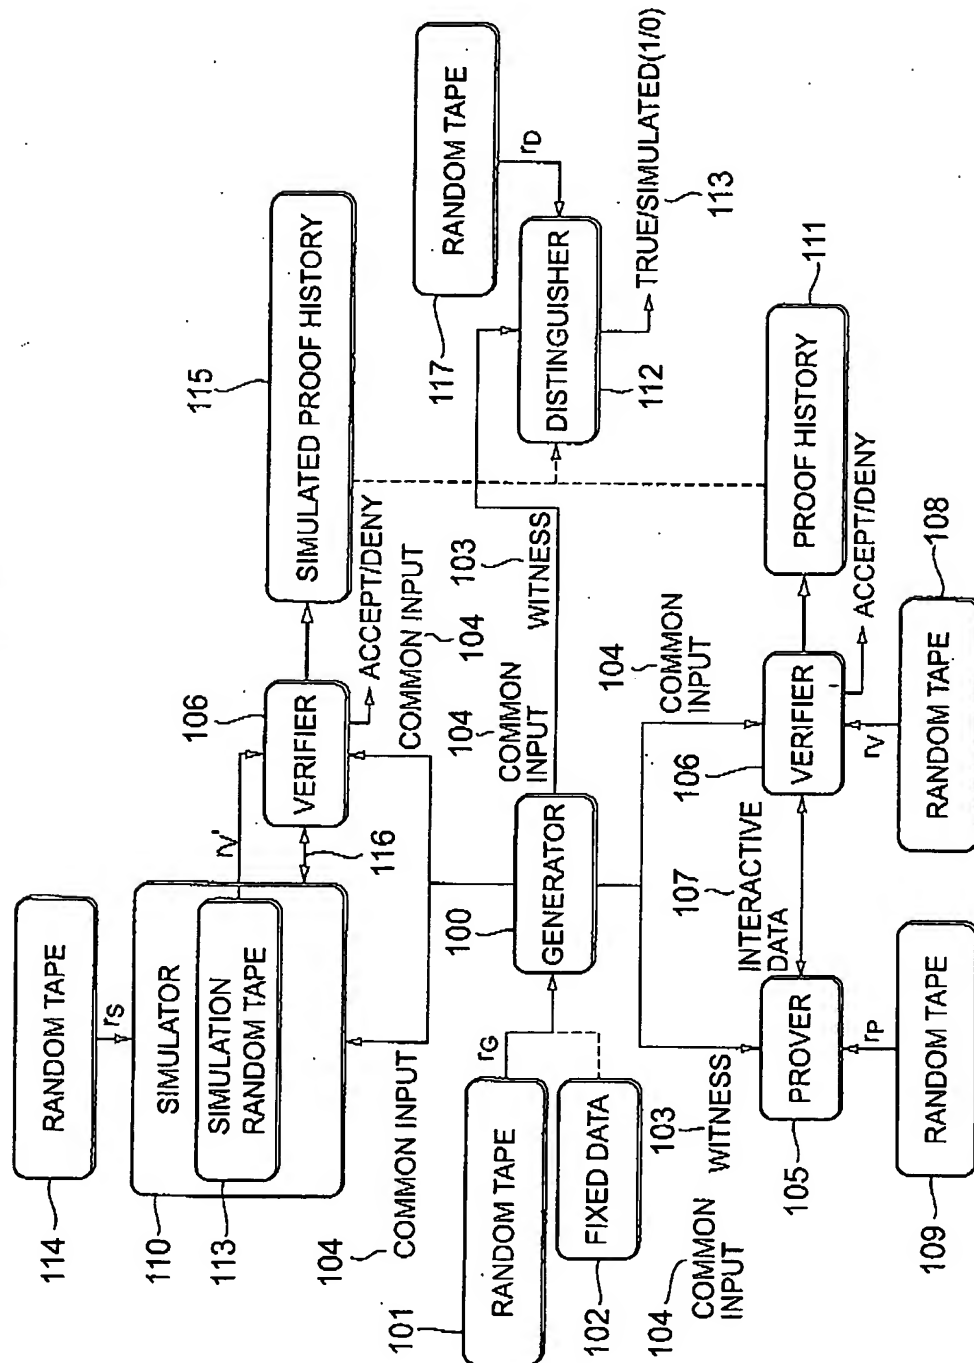 114
RANDOM TAPE
rS
110
SIMULATOR
113
SIMULATION
RANDOM TAPE
rV'
116
106
VERIFIER
ACCEPT/DENY
115
SIMULATED PROOF HISTORY
104
COMMON INPUT
COMMON INPUT
104
101
RANDOM TAPE
rG
102
FIXED DATA
100
GENERATOR
104
COMMON
INPUT
103
WITNESS
117
RANDOM TAPE
rD
DISTINGUISHER
112
TRUE/SIMULATED(1/0)
113
104
COMMON
INPUT
103
WITNESS
105
PROVER
107
INTERACTIVE
DATA
104
COMMON
INPUT
106
VERIFIER
ACCEPT/DENY
PROOF HISTORY
111
rP
109
RANDOM TAPE
rV
RANDOM TAPE
108